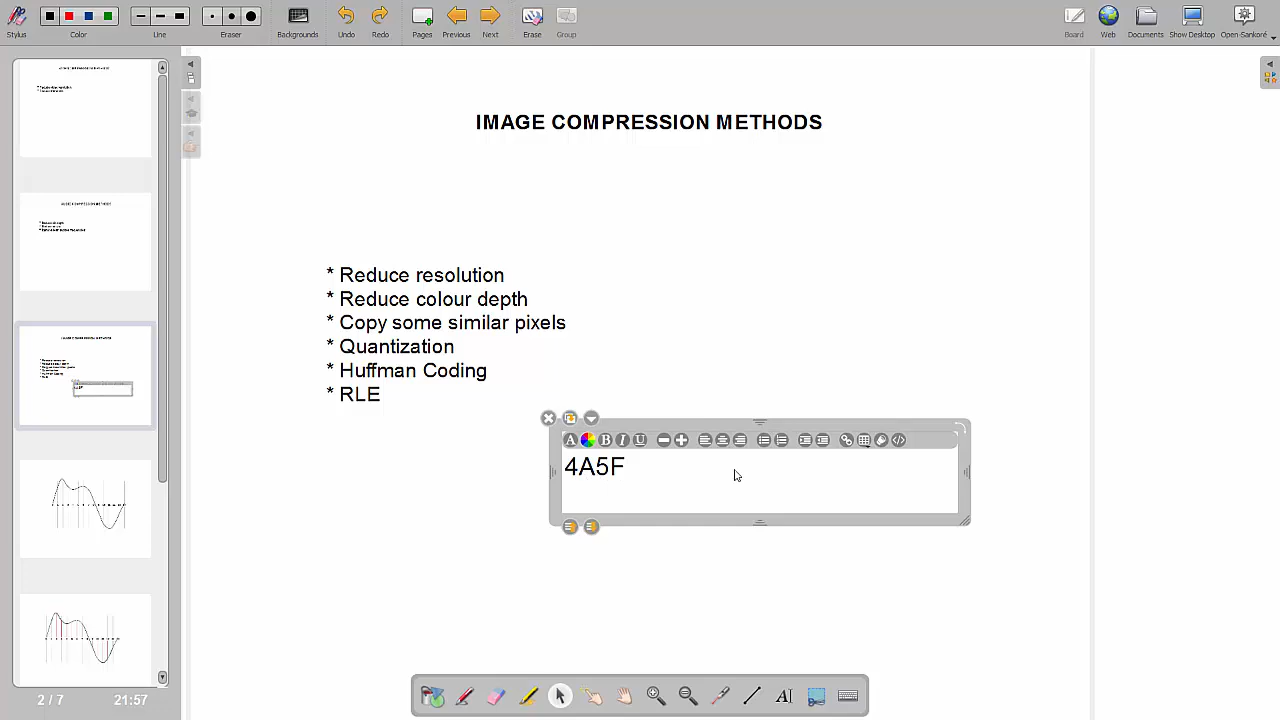 Stylus
Color
Line
Eraser
Backgrounds
Undo
Redo
Pages
Previous
Next
Erase
Group
Board
Web
Documents
Show Desktop
Open-Sankoré
IMAGE COMPRESSION METHODS
* Reduce resolution
* Reduce colour depth
* Copy some similar pixels
* Quantization
* Huffman Coding
* RLE
4A5F
2 / 7
21:57